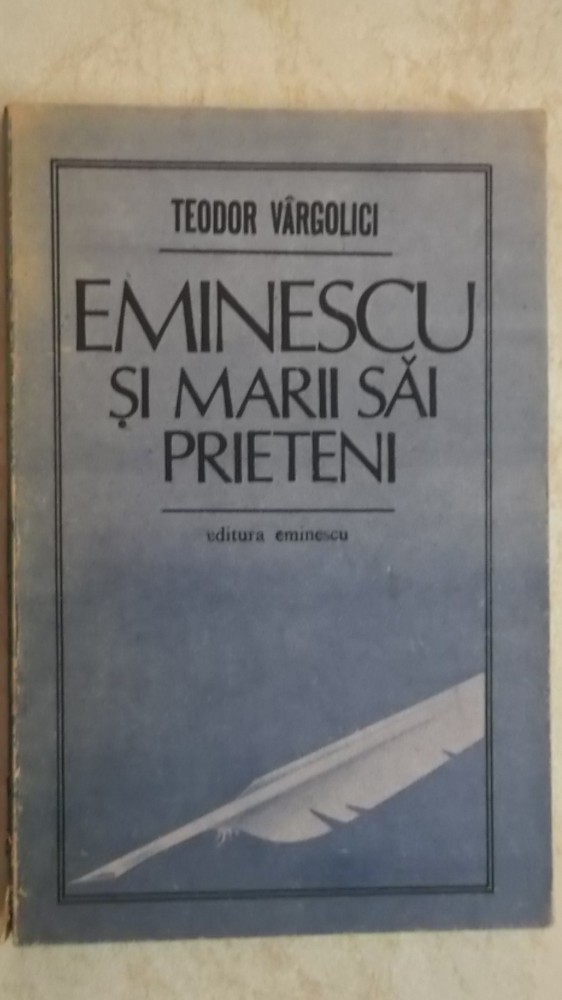 TEODOR VÂRGOLICI
EMINESCU
ȘI MARII SĂI
PRIETENI
editura eminescu